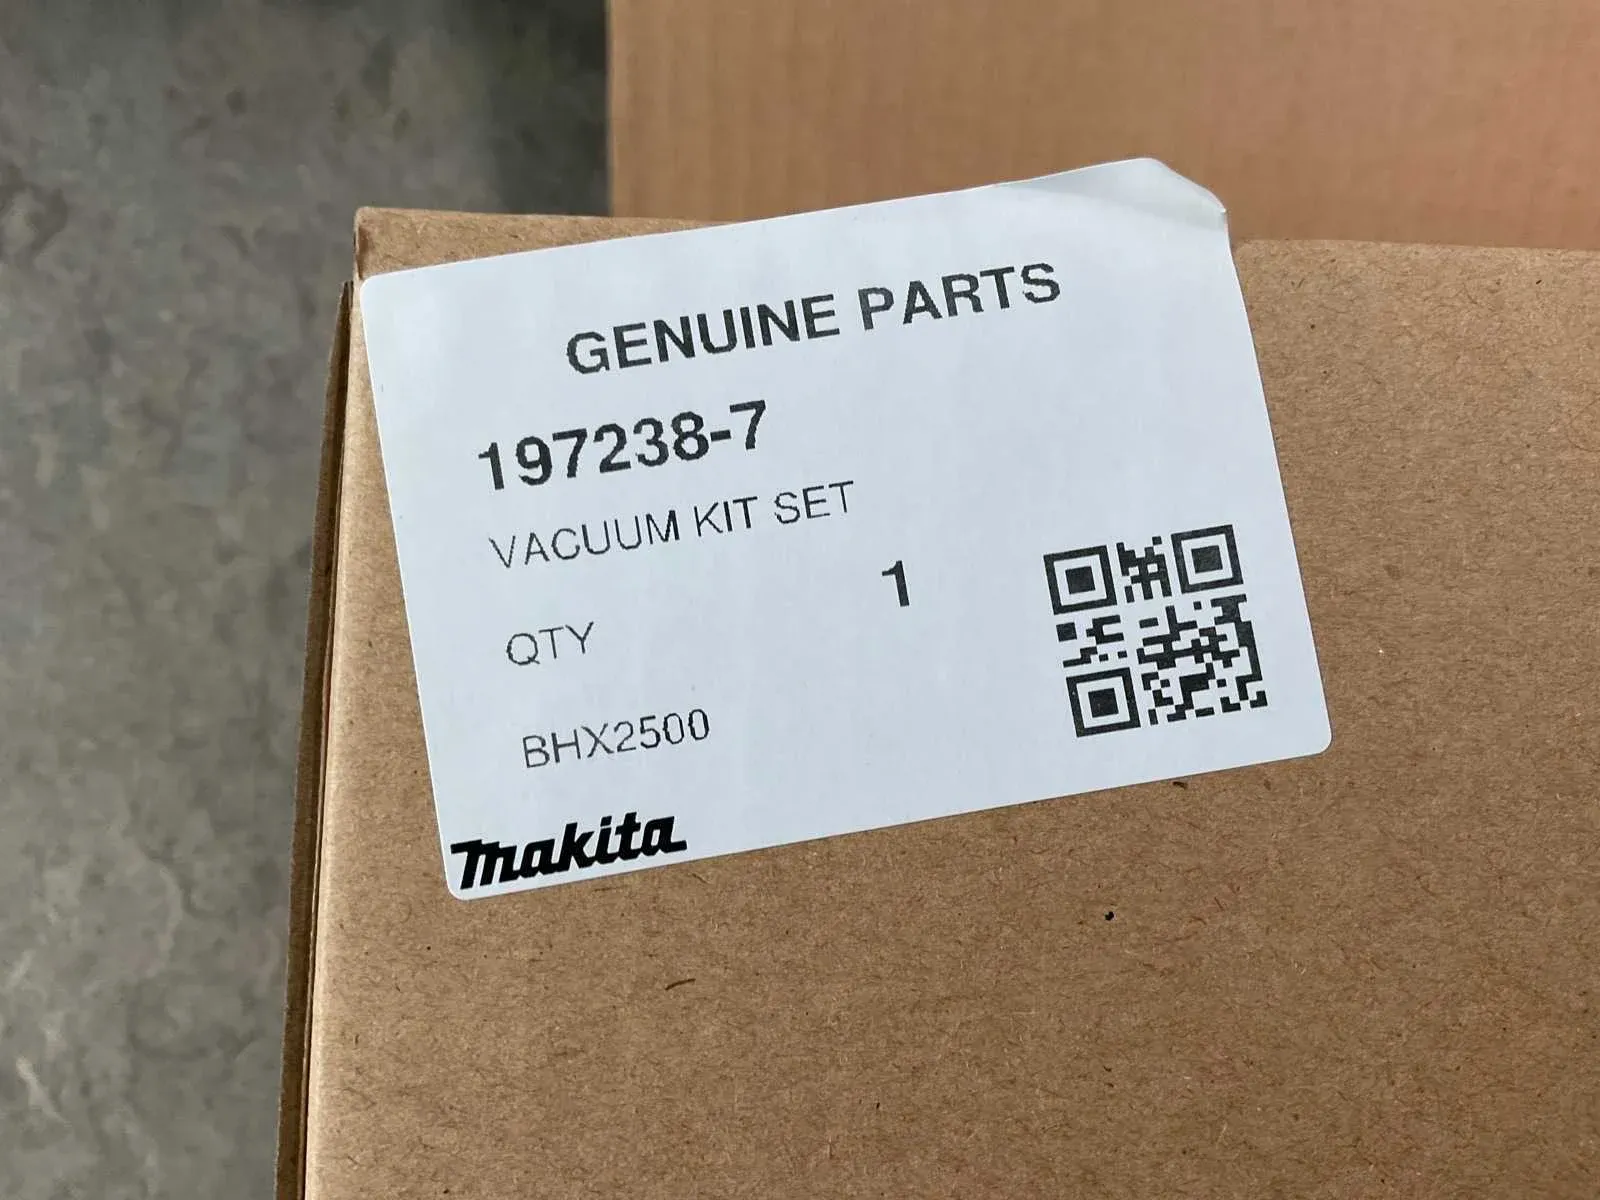 GENUINE PARTS
197238-7
VACUUM KIT SET
QTY 1
BHX2500
makita